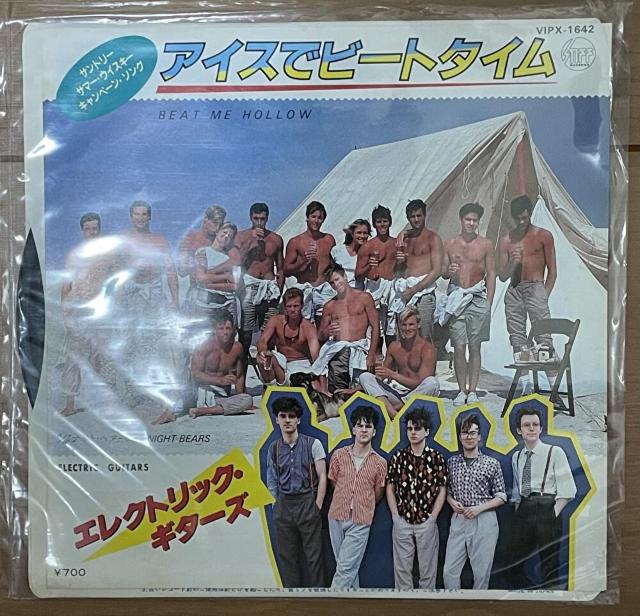 サントリー
サマーウィスキー
キャンペーン・ソング
アイスでビートタイム
VIPX-1642
STIFF
BEAT ME HOLLOW
NIGHT BEARS
ELECTRIC GUITARS
エレクトリック・
ギターズ
¥700